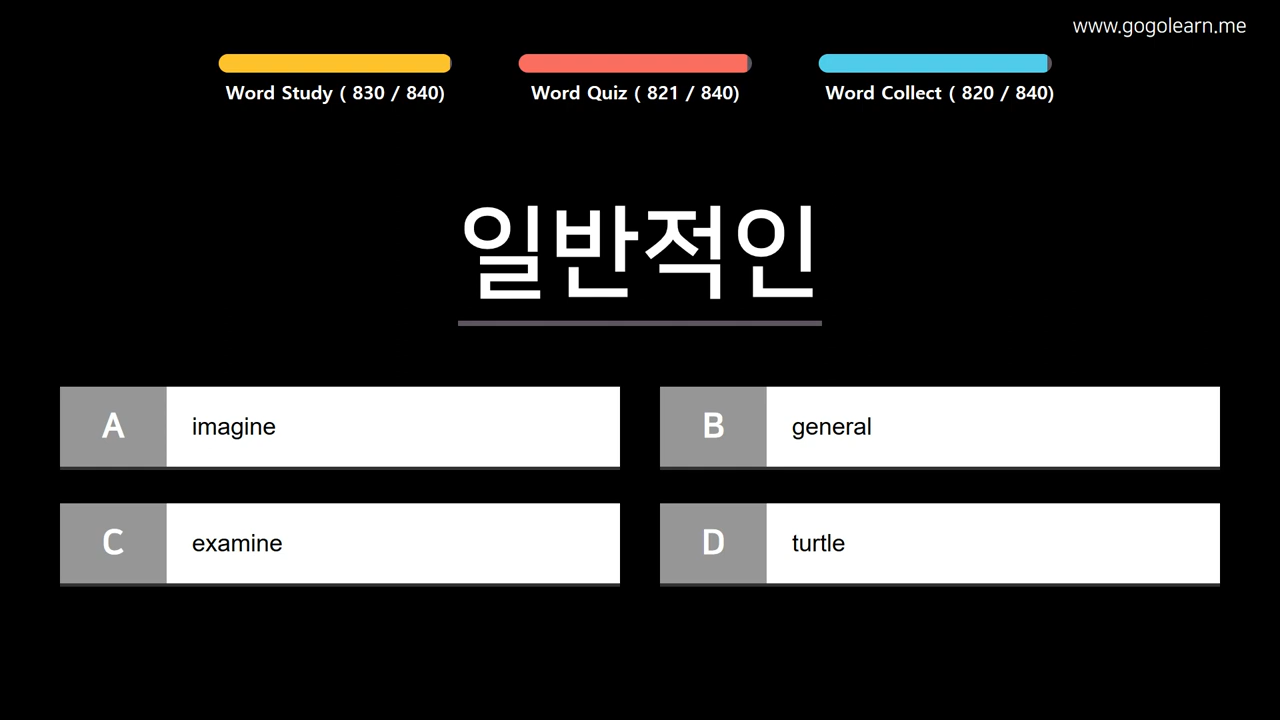 www.gogolearn.me
Word Study ( 830 / 840)
Word Quiz ( 821 / 840)
Word Collect ( 820 / 840)
일반적인
A imagine
B general
C examine
D turtle